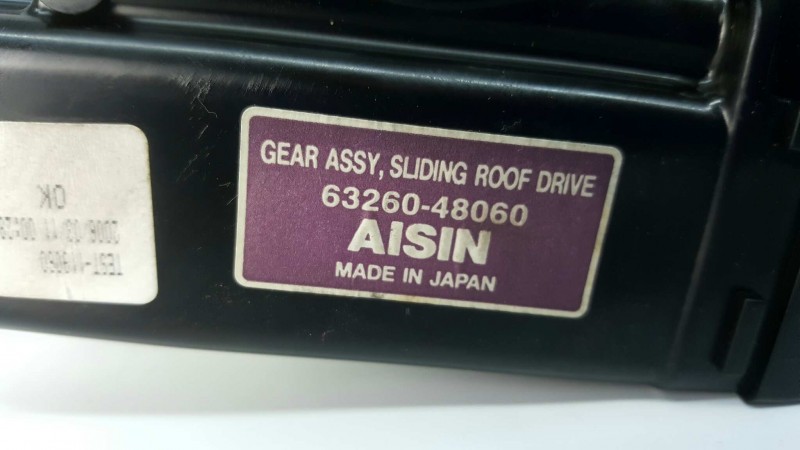 GEAR ASSY, SLIDING ROOF DRIVE
63260-48060
AISIN
MADE IN JAPAN
OK